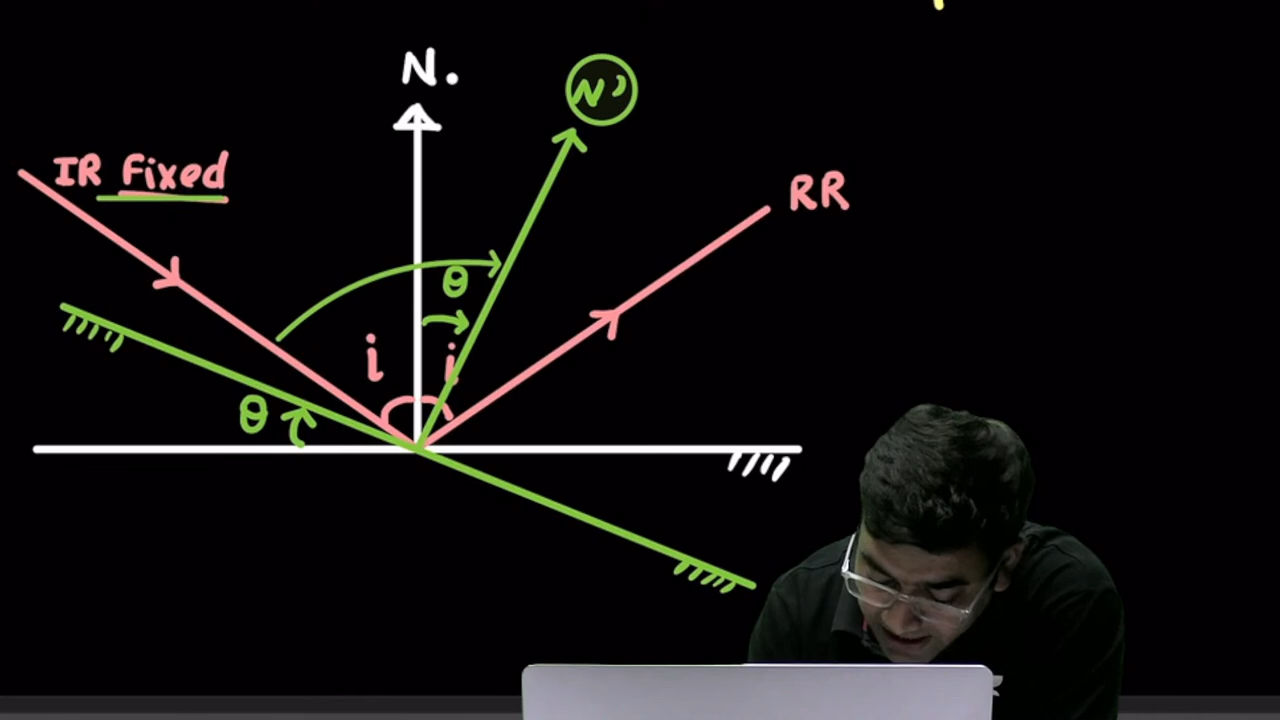 N.
N'
IR Fixed
RR
θ
i
i
θ